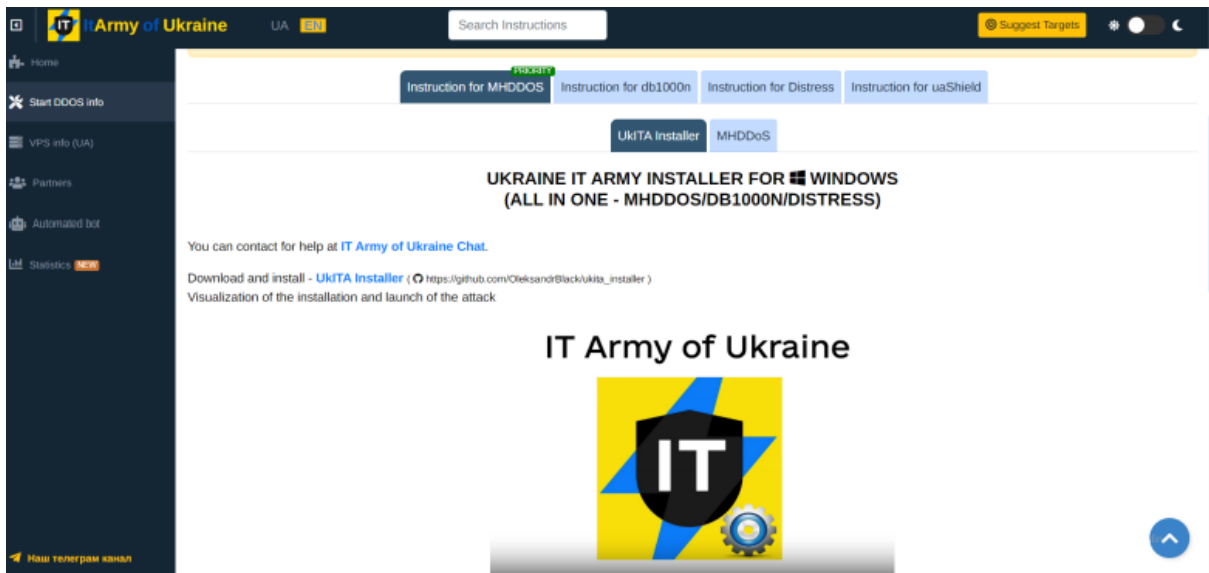 IT
ItArmy of Ukraine
UA EN
Search Instructions
Suggest Targets
Home
Start DDOS info
VPS info (UA)
Partners
Automated bot
Statistics NEW
Наш телеграм канал
PRIORITY
Instruction for MHDDOS Instruction for db1000n Instruction for Distress Instruction for uaShield
UkITA Installer MHDDoS
UKRAINE IT ARMY INSTALLER FOR WINDOWS
(ALL IN ONE - MHDDOS/DB1000N/DISTRESS)
You can contact for help at IT Army of Ukraine Chat.
Download and install - UkITA Installer ( https://github.com/OleksandrBlack/ukita_installer )
Visualization of the installation and launch of the attack
IT Army of Ukraine
IT